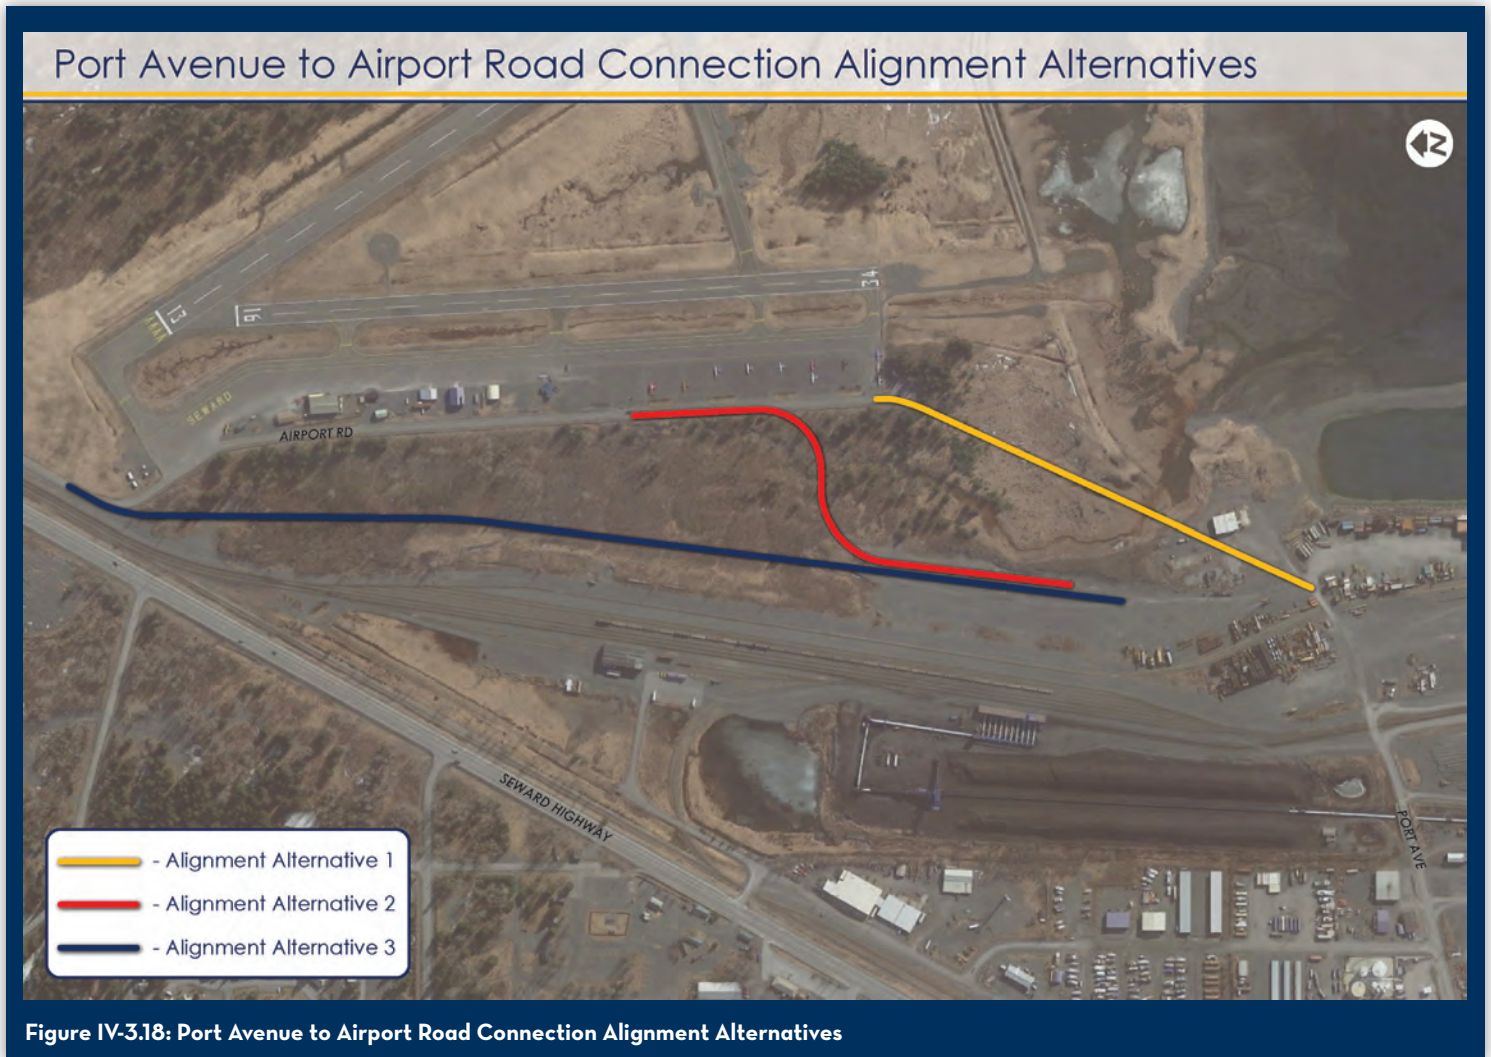 Port Avenue to Airport Road Connection Alignment Alternatives
N
13
16
34
SEWARD
AIRPORT RD
SEWARD HIGHWAY
PORT AVE
- Alignment Alternative 1
- Alignment Alternative 2
- Alignment Alternative 3
Figure IV-3.18: Port Avenue to Airport Road Connection Alignment Alternatives